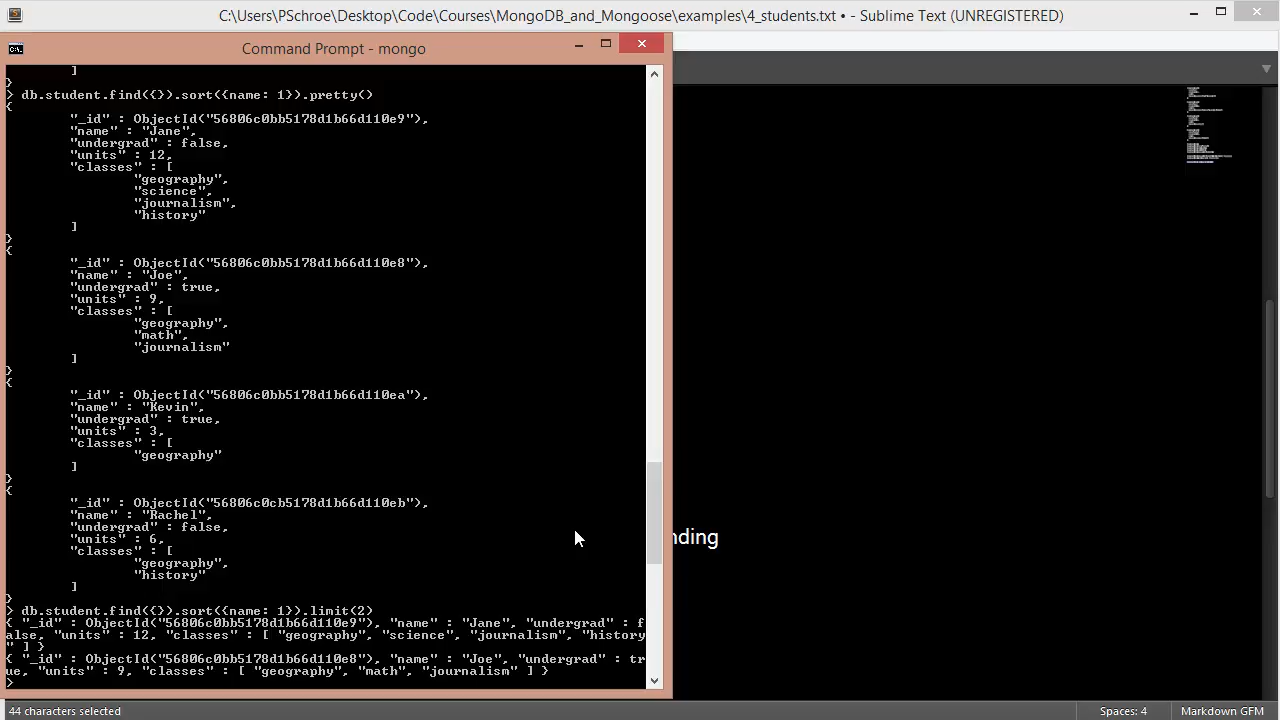 C:\Users\PSchroe\Desktop\Code\Courses\MongoDB_and_Mongoose\examples\4_students.txt • - Sublime Text (UNREGISTERED)
Command Prompt - mongo
]
}
> db.student.find({}).sort({name: 1}).pretty()
{
"_id" : ObjectId("56806c0bb5178d1b66d110e9"),
"name" : "Jane",
"undergrad" : false,
"units" : 12,
"classes" : [
"geography",
"science",
"journalism",
"history"
]
}
{
"_id" : ObjectId("56806c0bb5178d1b66d110e8"),
"name" : "Joe",
"undergrad" : true,
"units" : 9,
"classes" : [
"geography",
"math",
"journalism"
]
}
{
"_id" : ObjectId("56806c0bb5178d1b66d110ea"),
"name" : "Kevin",
"undergrad" : true,
"units" : 3,
"classes" : [
"geography"
]
}
{
"_id" : ObjectId("56806c0cb5178d1b66d110eb"),
"name" : "Rachel",
"undergrad" : false,
"units" : 6,
"classes" : [
"geography",
"history"
]
}
> db.student.find({}).sort({name: 1}).limit(2)
{ "_id" : ObjectId("56806c0bb5178d1b66d110e9"), "name" : "Jane", "undergrad" : f
alse, "units" : 12, "classes" : [ "geography", "science", "journalism", "history
" ] }
{ "_id" : ObjectId("56806c0bb5178d1b66d110e8"), "name" : "Joe", "undergrad" : tr
ue, "units" : 9, "classes" : [ "geography", "math", "journalism" ] }
>
nding
44 characters selected
Spaces: 4
Markdown GFM